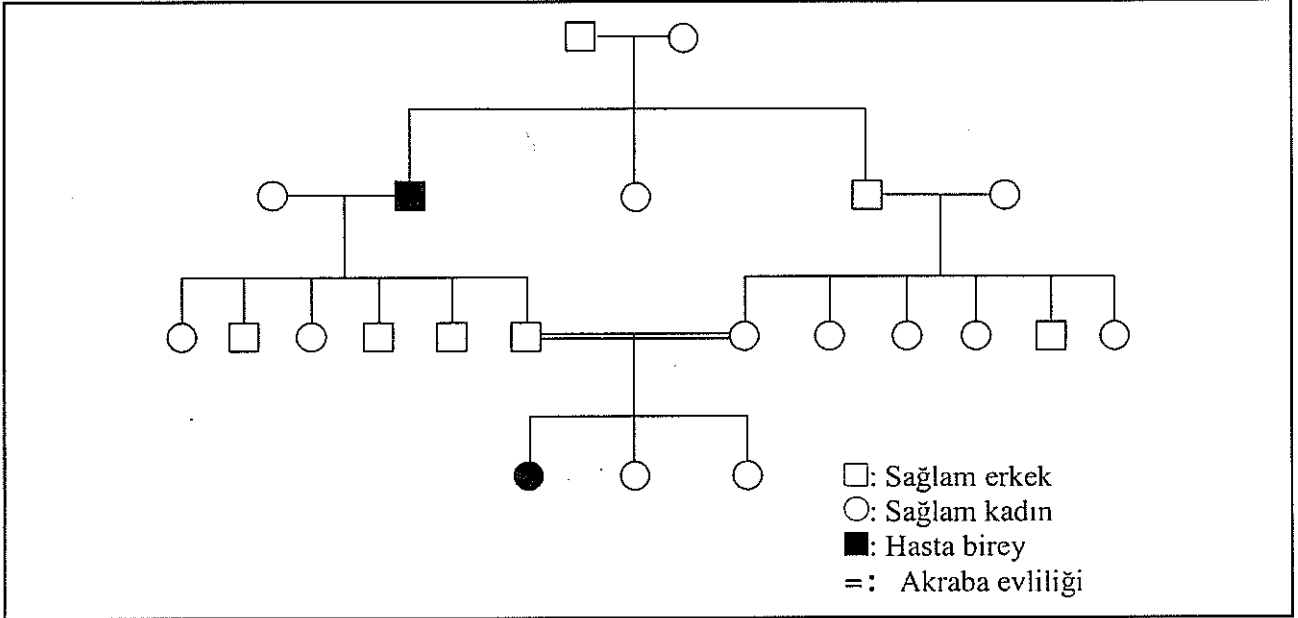 □: Sağlam erkek
○: Sağlam kadın
■: Hasta birey
=: Akraba evliliği